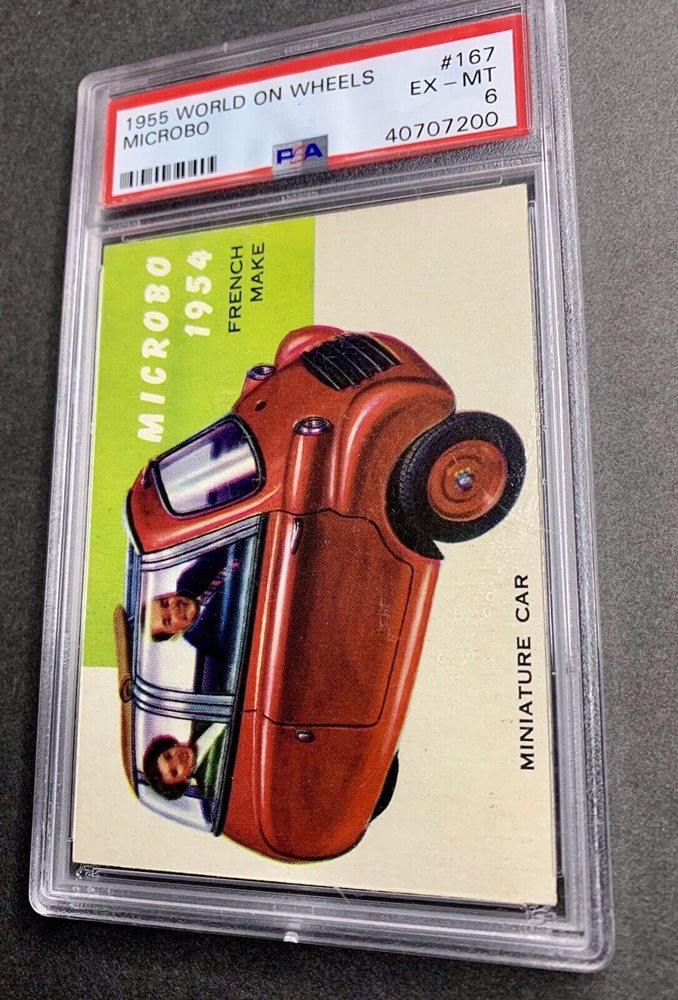 1955 WORLD ON WHEELS
MICROBO
#167
EX - MT
6
40707200
PSA
MICROBO
1954
FRENCH
MAKE
MINIATURE CAR